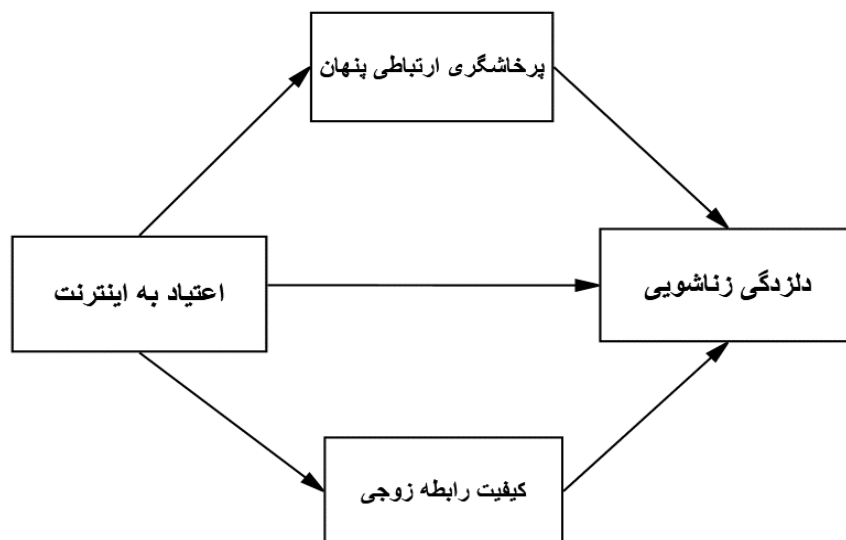 پرخاشگری ارتباطی پنهان
اعتیاد به اینترنت
دلزدگی زناشویی
کیفیت رابطه زوجی